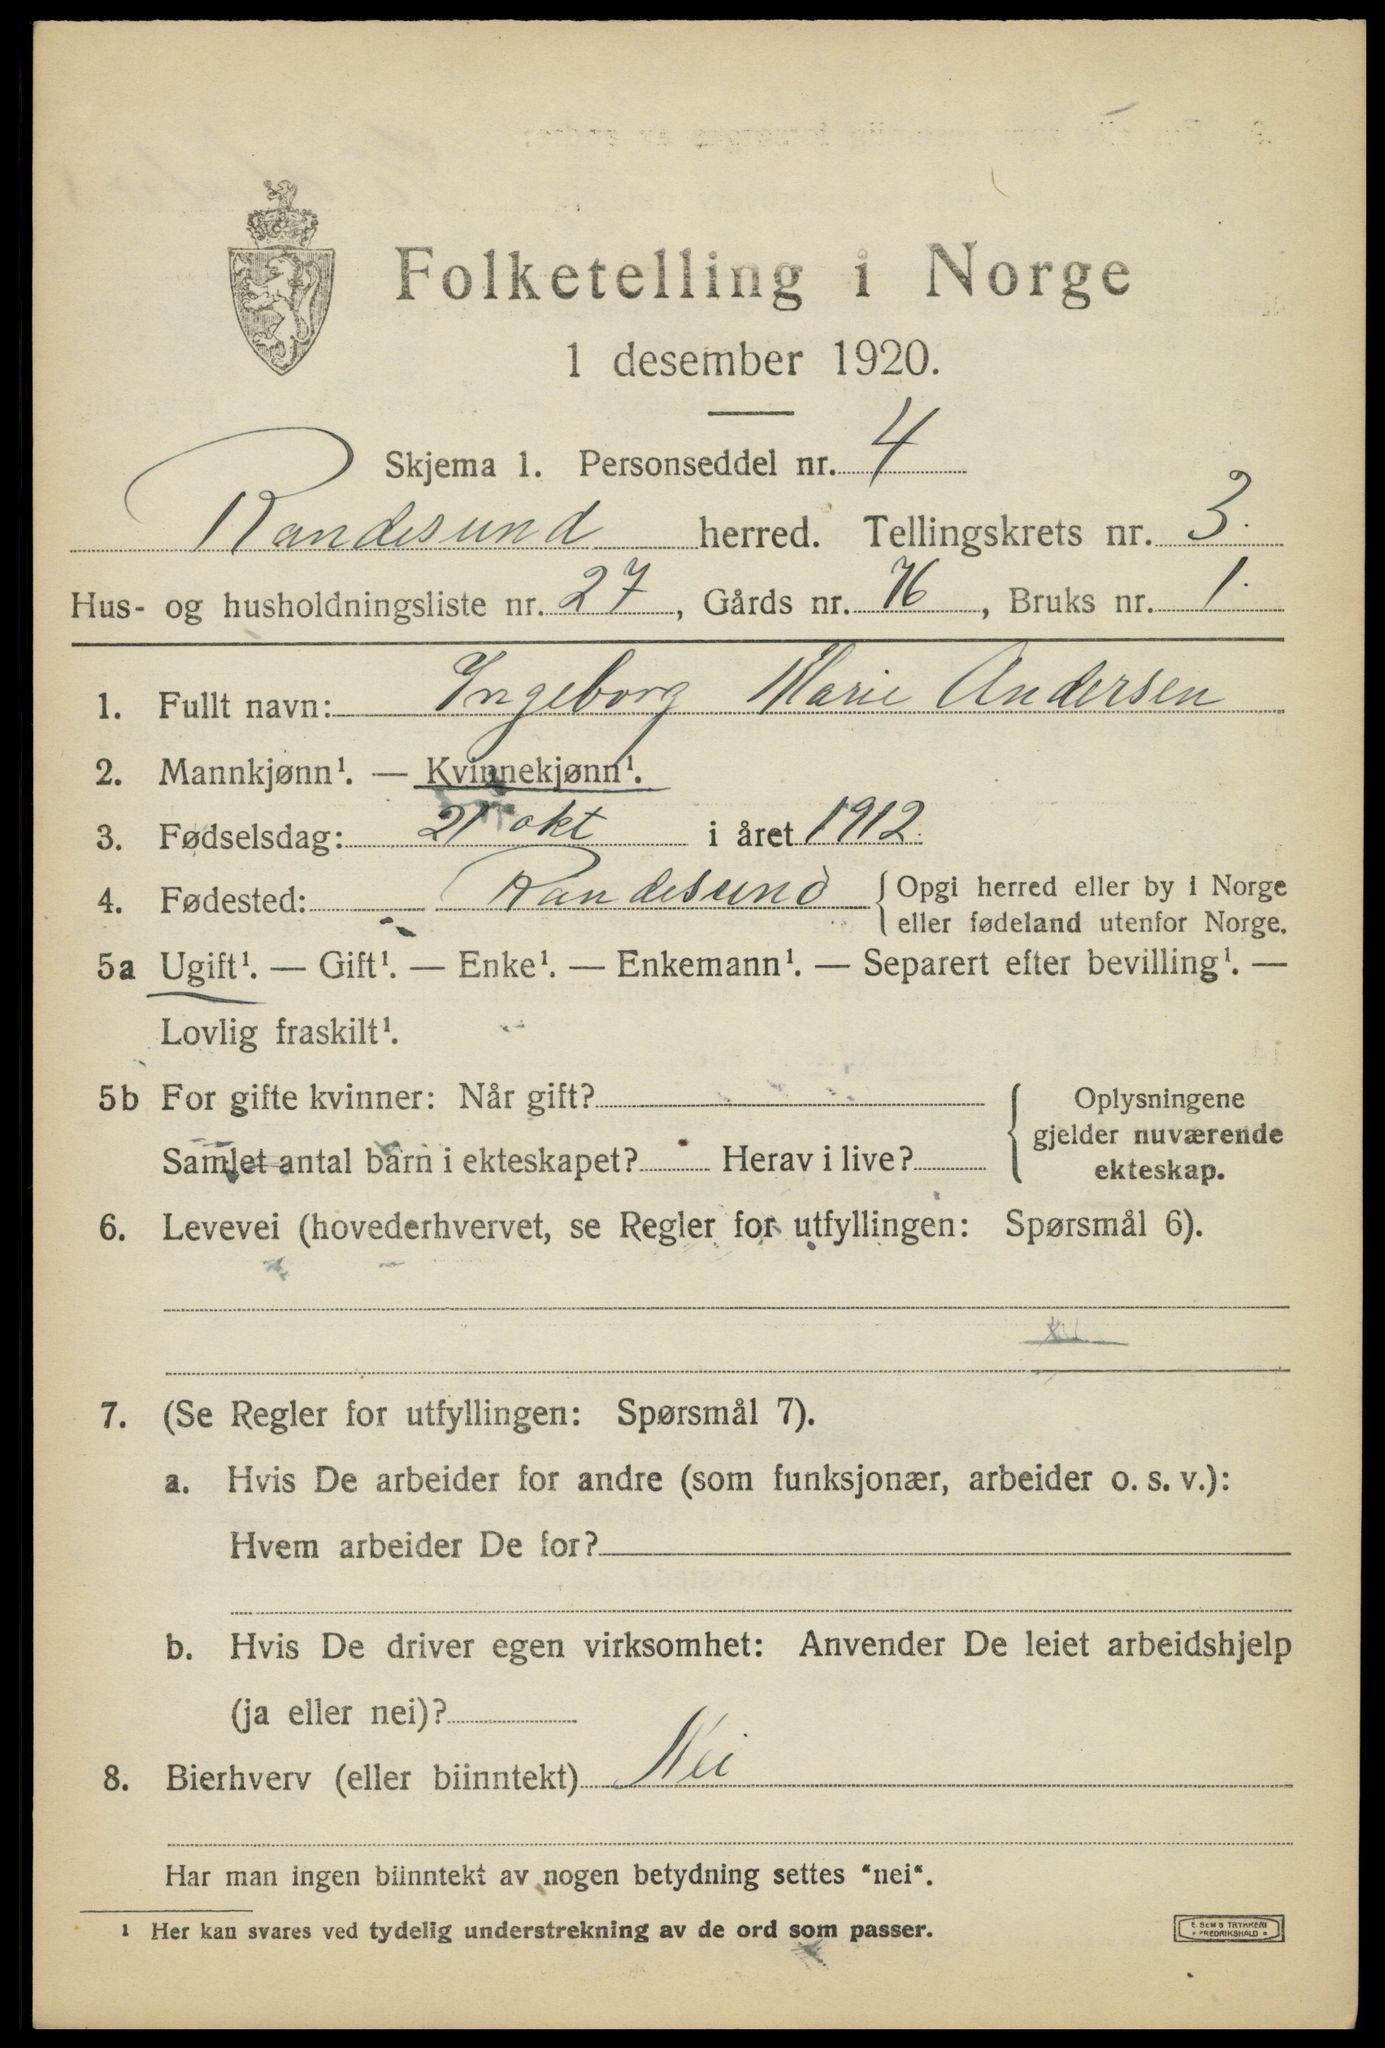 Folketelling i Norge
1 desember 1920.
Skjema 1. Personseddel nr. 4
Randesund herred. Tellingskrets nr. 3.
Hus- og husholdningsliste nr. 27, Gårds nr. 76, Bruks nr. 1.
1. Fullt navn: Ingeborg Marie Andersen
2. Mannkjønn¹. — Kvinnekjønn¹.
3. Fødselsdag: 21 okt i året 1912.
4. Fødested: Randesund { Opgi herred eller by i Norge
eller fødeland utenfor Norge.
5a Ugift¹. — Gift¹. — Enke¹. — Enkemann¹. — Separert efter bevilling¹. —
Lovlig fraskilt¹.
5b For gifte kvinner: Når gift? { Oplysningene
gjelder nuværende
Samlet antal barn i ekteskapet? Herav i live?
ekteskap.
6. Levevei (hovederhvervet, se Regler for utfyllingen: Spørsmål 6).
7. (Se Regler for utfyllingen: Spørsmål 7).
a. Hvis De arbeider for andre (som funksjonær, arbeider o. s. v.):
Hvem arbeider De for?
b. Hvis De driver egen virksomhet: Anvender De leiet arbeidshjelp
(ja eller nei)?
8. Bierhverv (eller biinntekt) Nei
Har man ingen biinntekt av nogen betydning settes "nei".
1 Her kan svares ved tydelig understrekning av de ord som passer.
E. SEM'S TRYKKERI
• FREDRIKSHALD •